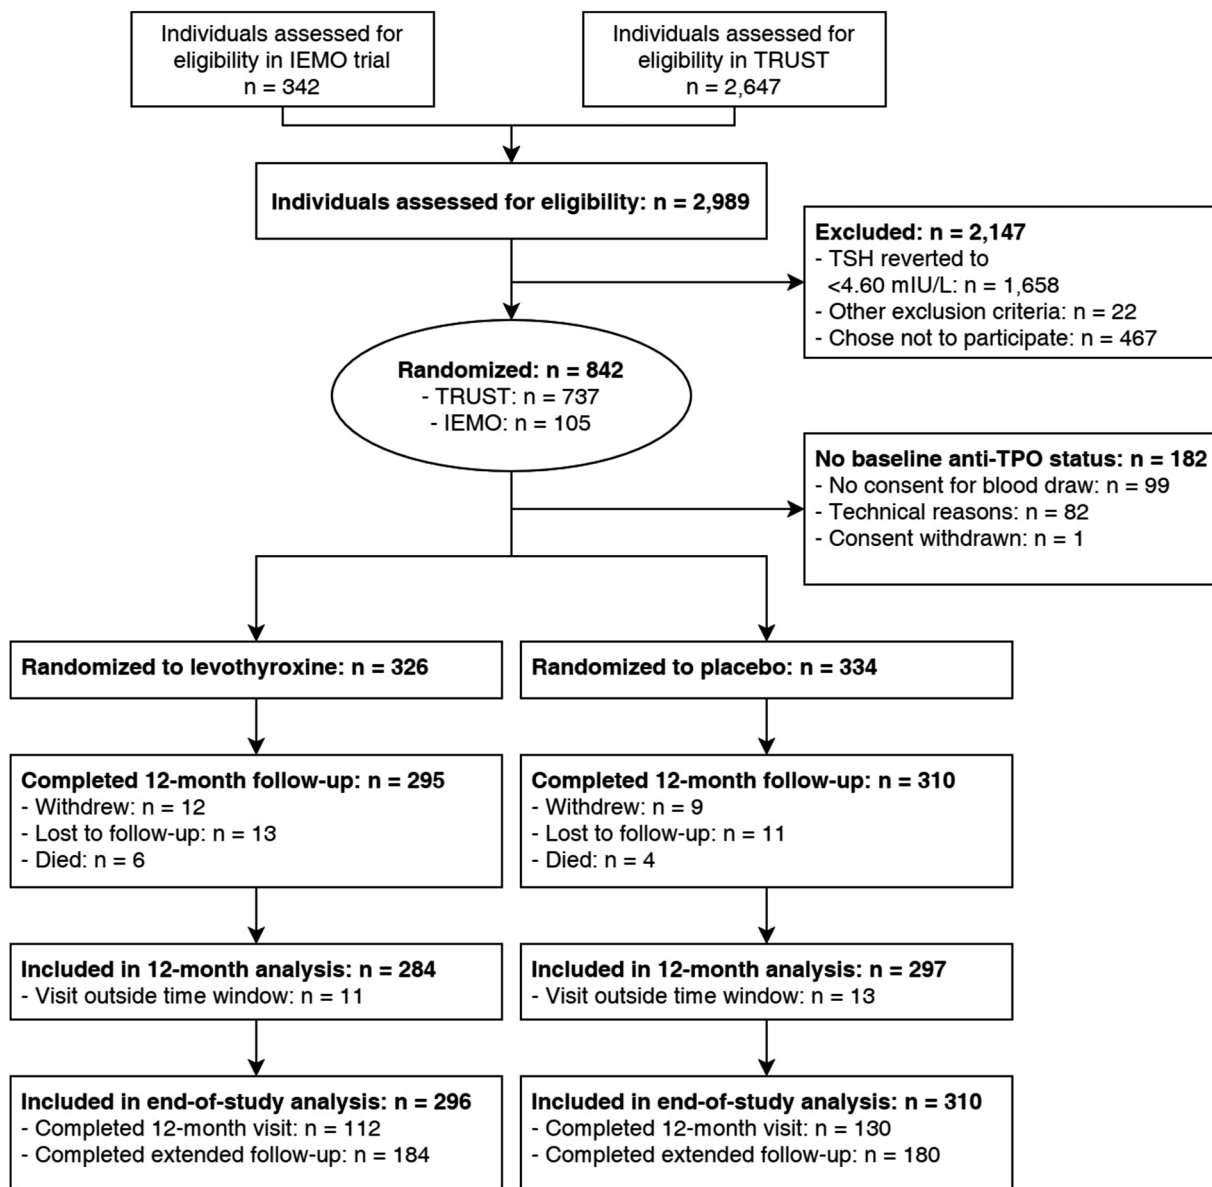 Individuals assessed for
eligibility in IEMO trial
n = 342
Individuals assessed for
eligibility in TRUST
n = 2,647
Individuals assessed for eligibility: n = 2,989
Excluded: n = 2,147
- TSH reverted to
<4.60 mIU/L: n = 1,658
- Other exclusion criteria: n = 22
- Chose not to participate: n = 467
Randomized: n = 842
- TRUST: n = 737
- IEMO: n = 105
No baseline anti-TPO status: n = 182
- No consent for blood draw: n = 99
- Technical reasons: n = 82
- Consent withdrawn: n = 1
Randomized to levothyroxine: n = 326
Randomized to placebo: n = 334
Completed 12-month follow-up: n = 295
- Withdrew: n = 12
- Lost to follow-up: n = 13
- Died: n = 6
Completed 12-month follow-up: n = 310
- Withdrew: n = 9
- Lost to follow-up: n = 11
- Died: n = 4
Included in 12-month analysis: n = 284
- Visit outside time window: n = 11
Included in 12-month analysis: n = 297
- Visit outside time window: n = 13
Included in end-of-study analysis: n = 296
- Completed 12-month visit: n = 112
- Completed extended follow-up: n = 184
Included in end-of-study analysis: n = 310
- Completed 12-month visit: n = 130
- Completed extended follow-up: n = 180